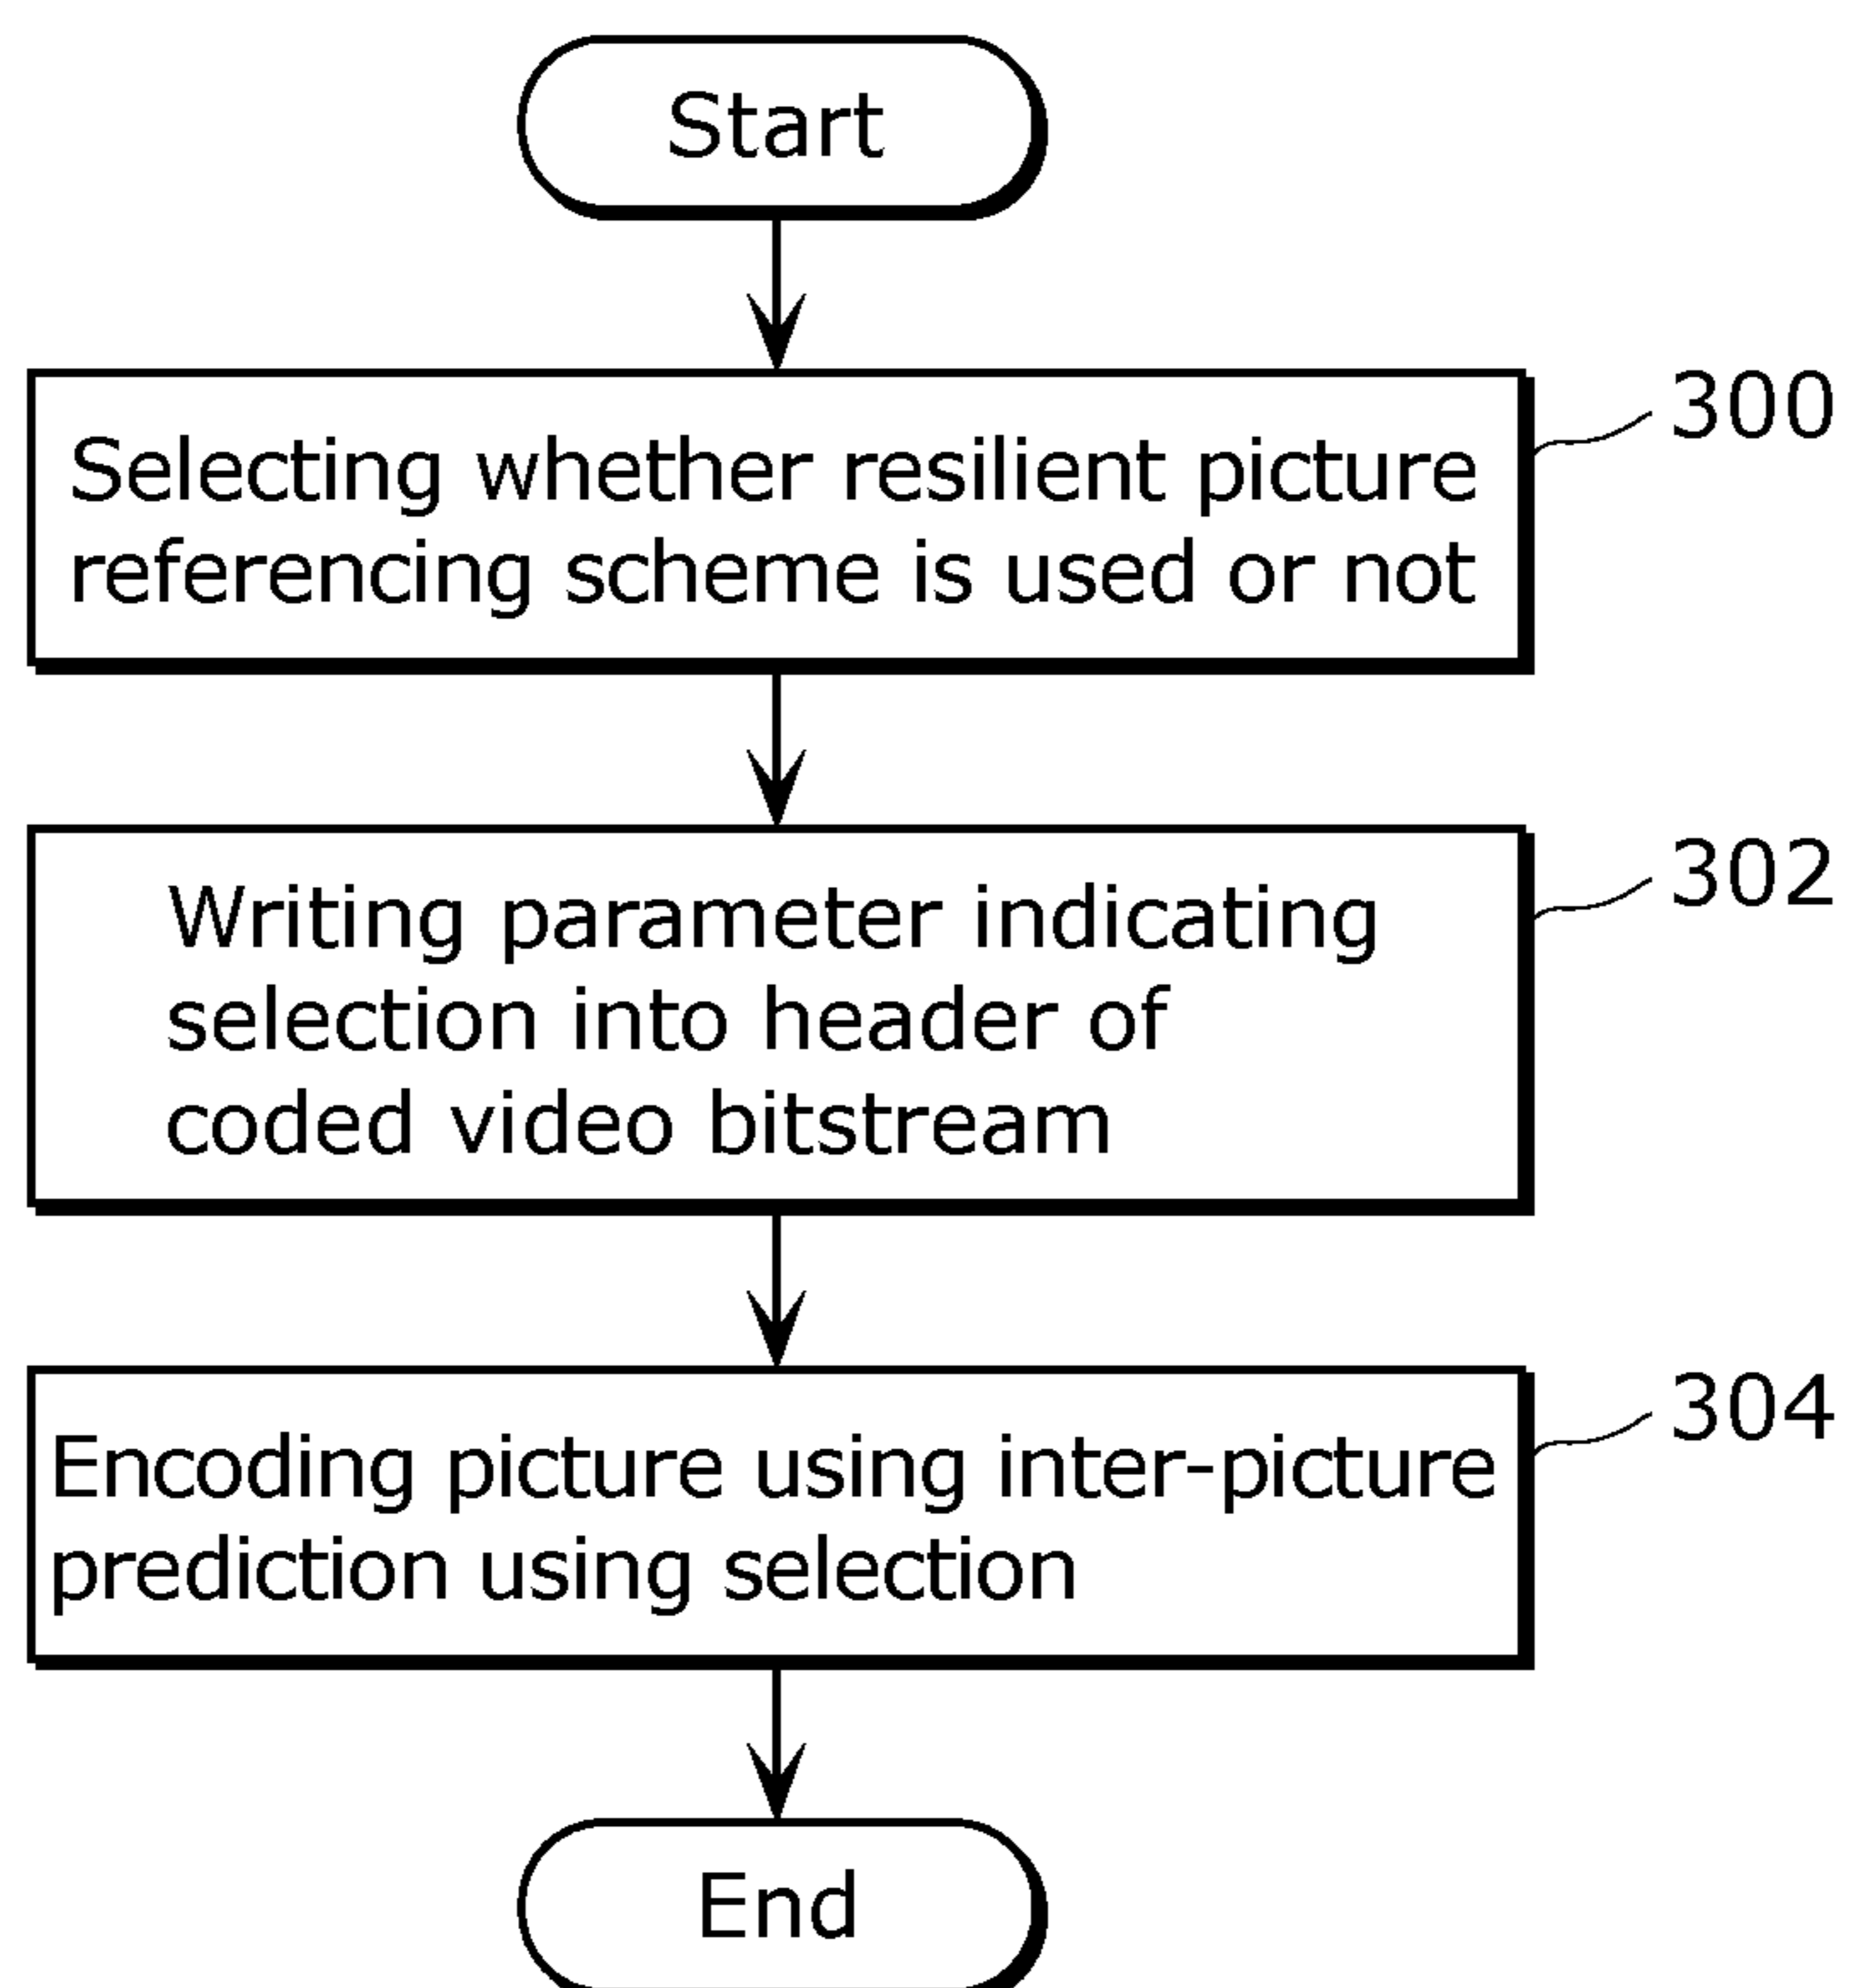 Start
300
Selecting whether resilient picture
referencing scheme is used or not
302
Writing parameter indicating
selection into header of
coded video bitstream
304
Encoding picture using inter-picture
prediction using selection
End